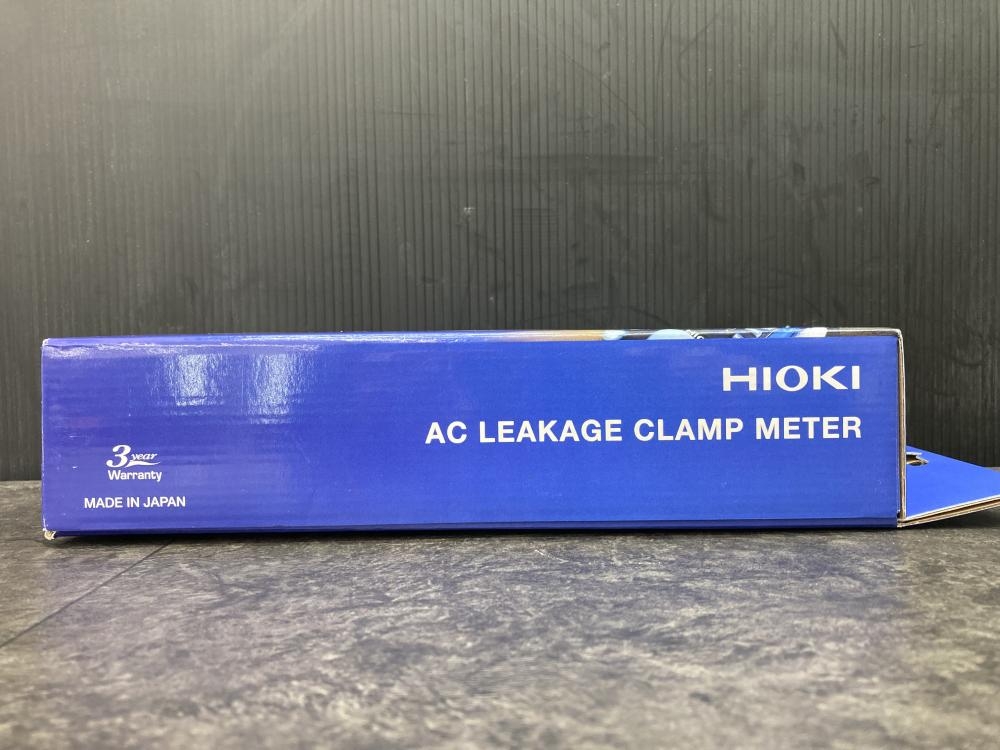 HIOKI
AC LEAKAGE CLAMP METER
3 year
Warranty
MADE IN JAPAN